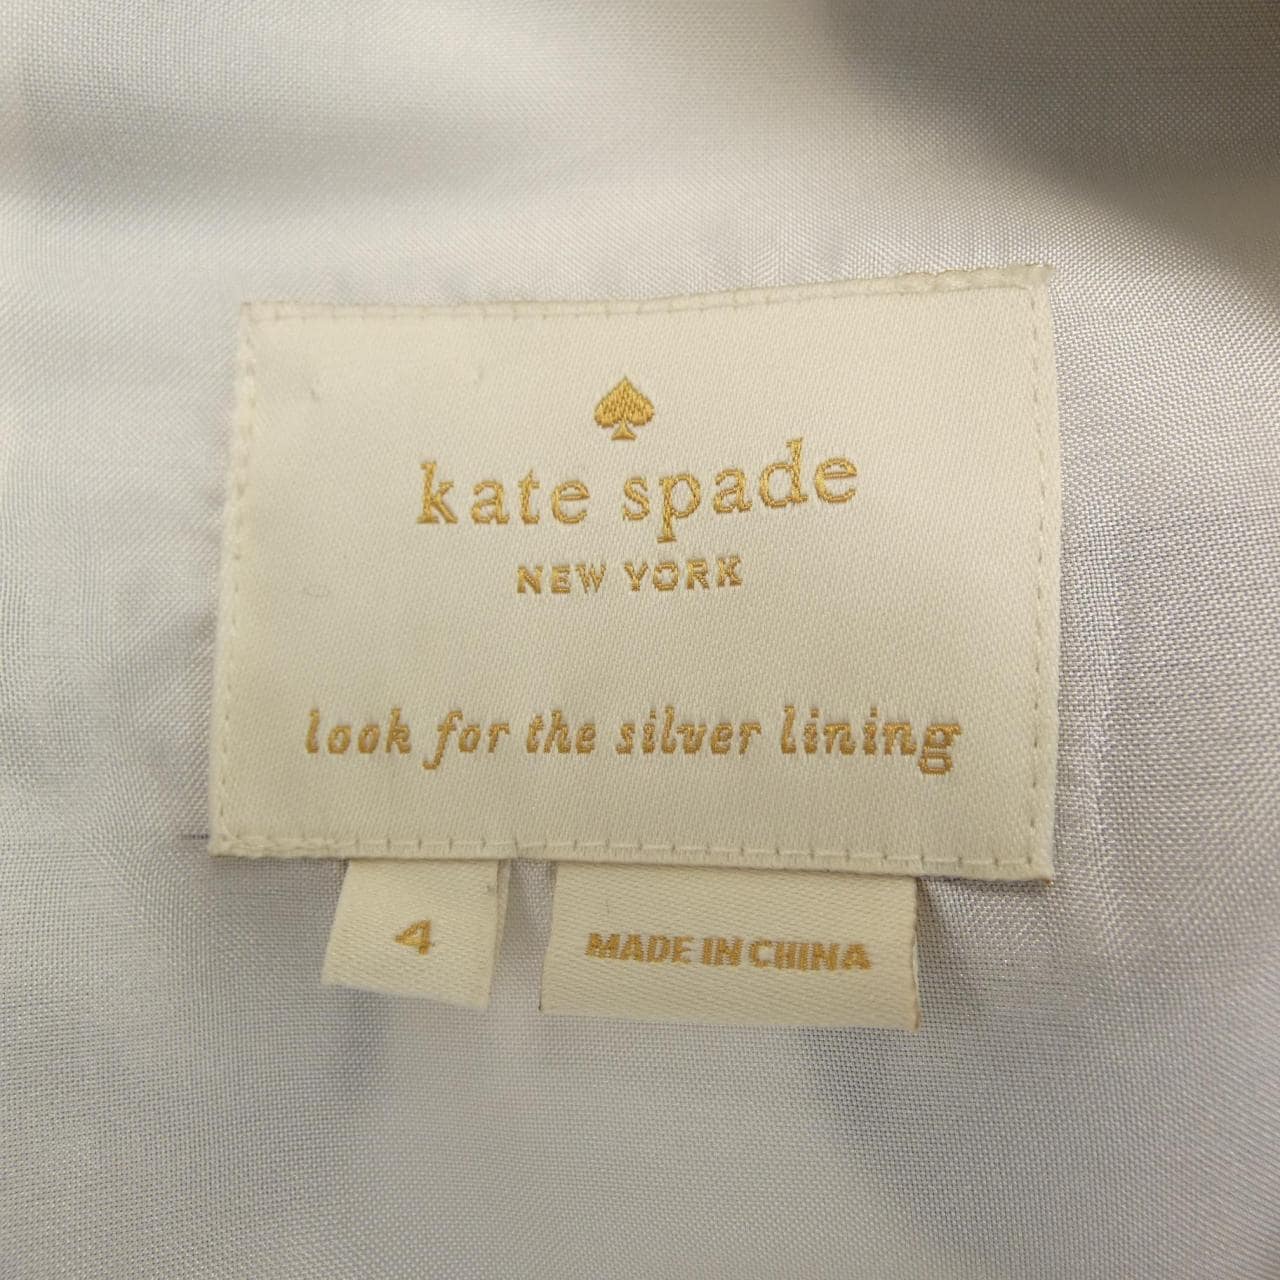 kate spade
NEW YORK
look for the silver lining
4
MADE IN CHINA